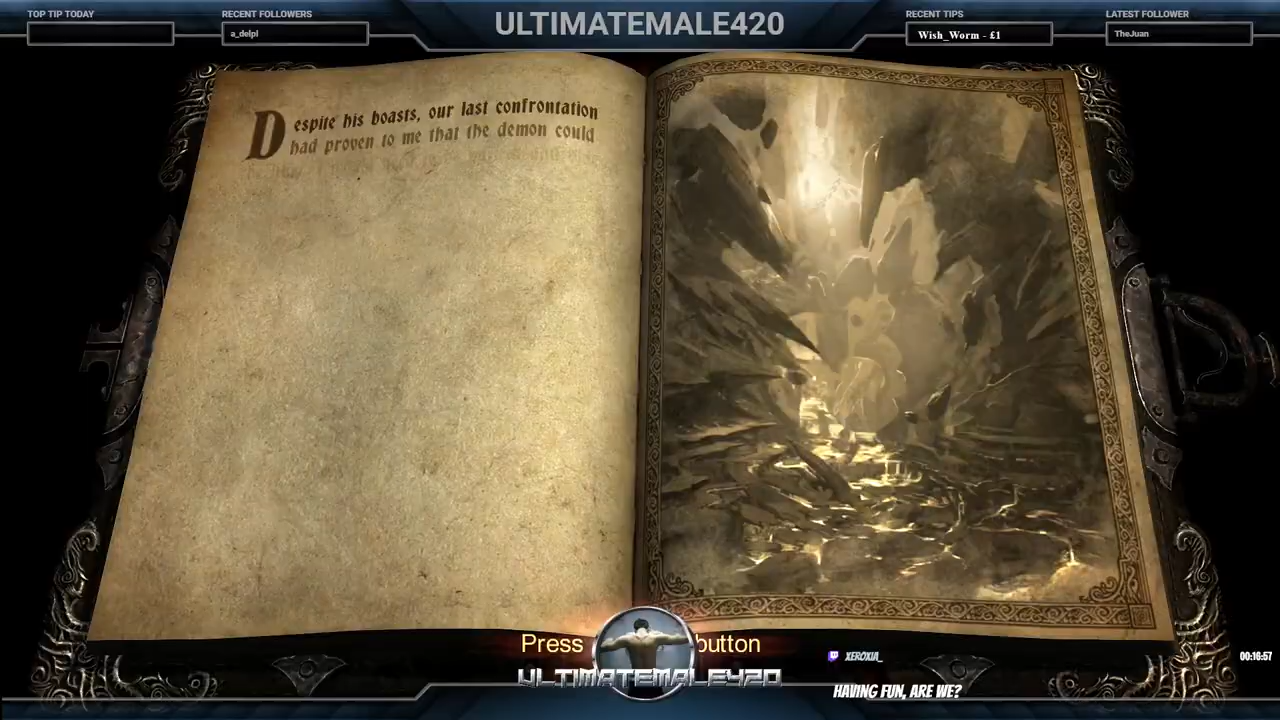 TOP TIP TODAY
RECENT FOLLOWERS
a_delpl
ULTIMATEMALE420
RECENT TIPS
Wish_Worm - £1
LATEST FOLLOWER
TheJuan
Despite his boasts, our last confrontation
had proven to me that the demon could
Press button
ULTIMATEMALE420
XEROXIA_
HAVING FUN, ARE WE?
00:16:57